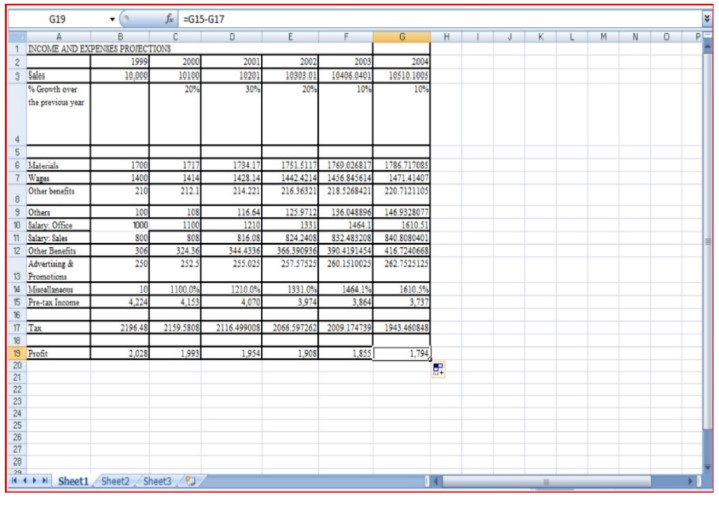 G19 fx =G15-G17
A B C D E F G H I J K L M N O P
1 INCOME AND EXPENSES PROJECTIONS
2 1999 2000 2001 2002 2003 2004
3 Sales 10,000 10100 10201 10303.01 10406.0401 10510.1005
% Growth over 20% 30% 20% 10% 10%
the previous year
4
5
6 Materials 1700 1717 1734.17 1751.5117 1769.026817 1786.717085
7 Wages 1400 1414 1428.14 1442.4214 1456.845614 1471.41407
Other benefits 210 212.1 214.221 216.36321 218.5268421 220.7121105
8
9 Others 100 108 116.64 125.9712 136.048896 146.9328077
10 Salary: Office 1000 1100 1210 1331 1464.1 1610.51
11 Salary: Sales 800 808 816.08 824.2408 832.483208 840.8080401
12 Other Benefits 306 324.36 344.4336 366.390936 390.4191454 416.7240668
Advertising & 250 252.5 255.025 257.57525 260.1510025 262.7525125
13 Promotions
14 Miscellanaous 10 1100.0% 1210.0% 1331.0% 1464.1% 1610.5%
15 Pre-tax Income 4,224 4,153 4,070 3,974 3,864 3,737
16
17 Tax 2196.48 2159.5808 2116.499008 2066.597262 2009.174739 1943.460848
18
19 Profit 2,028 1,993 1,954 1,908 1,855 1,794
20
21
22
23
24
25
26
27
28
Sheet1 Sheet2 Sheet3